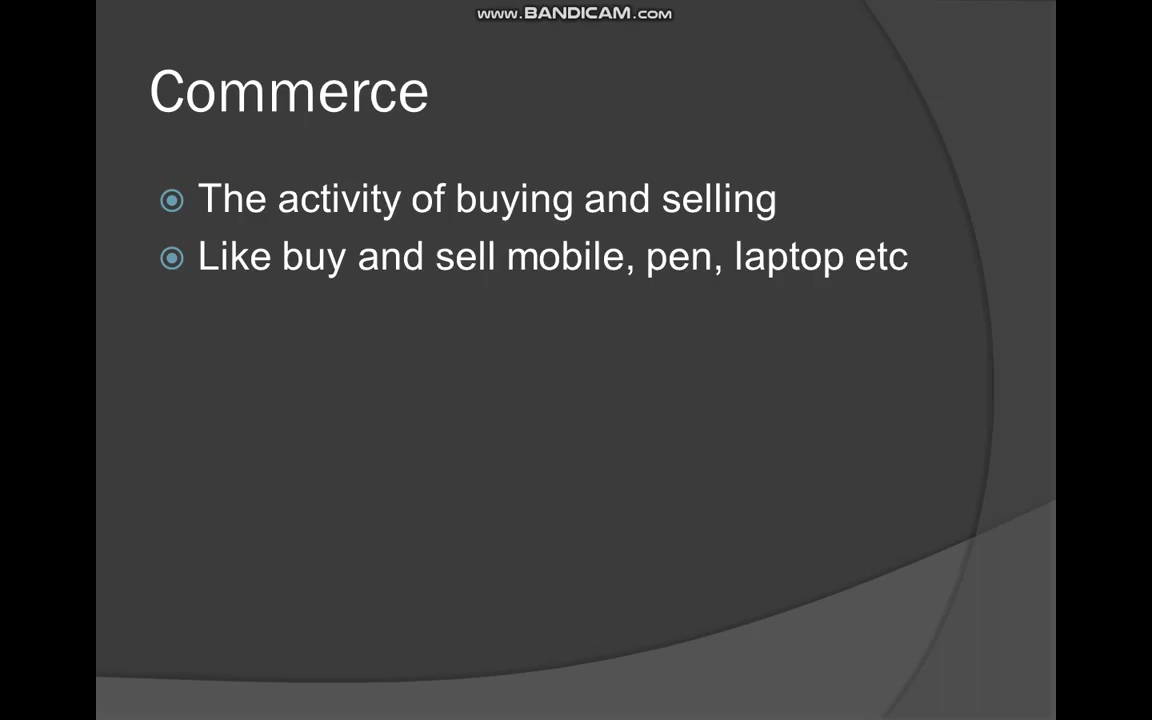 www.BANDICAM.com
Commerce
The activity of buying and selling
Like buy and sell mobile, pen, laptop etc